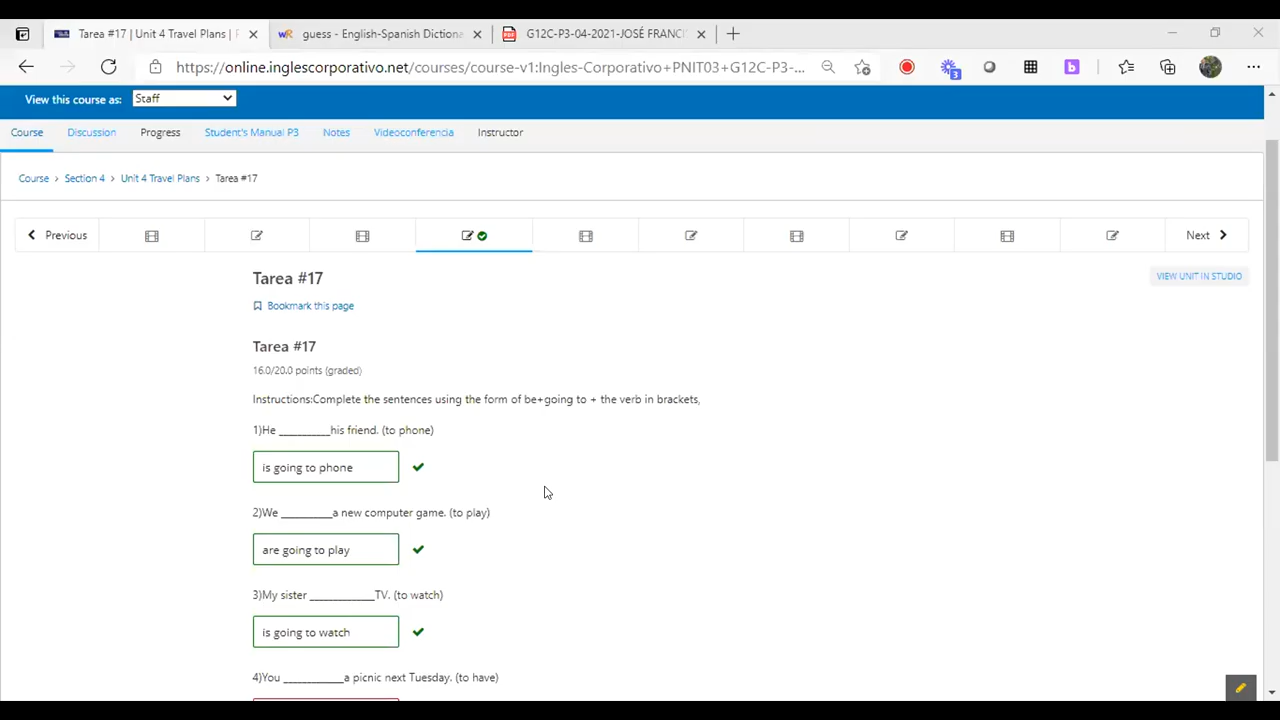 Tarea #17 | Unit 4 Travel Plans | F
guess - English-Spanish Dictiona
G12C-P3-04-2021-JOSÉ FRANCI
https://online.inglescorporativo.net/courses/course-v1:Ingles-Corporativo+PNIT03+G12C-P3-...
3
View this course as: Staff
Course Discussion Progress Student's Manual P3 Notes Videoconferencia Instructor
Course > Section 4 > Unit 4 Travel Plans > Tarea #17
Previous
Next
Tarea #17
VIEW UNIT IN STUDIO
Bookmark this page
Tarea #17
16.0/20.0 points (graded)
Instructions:Complete the sentences using the form of be+going to + the verb in brackets,
1)He __________his friend. (to phone)
is going to phone
2)We __________a new computer game. (to play)
are going to play
3)My sister _____________TV. (to watch)
is going to watch
4)You ____________a picnic next Tuesday. (to have)